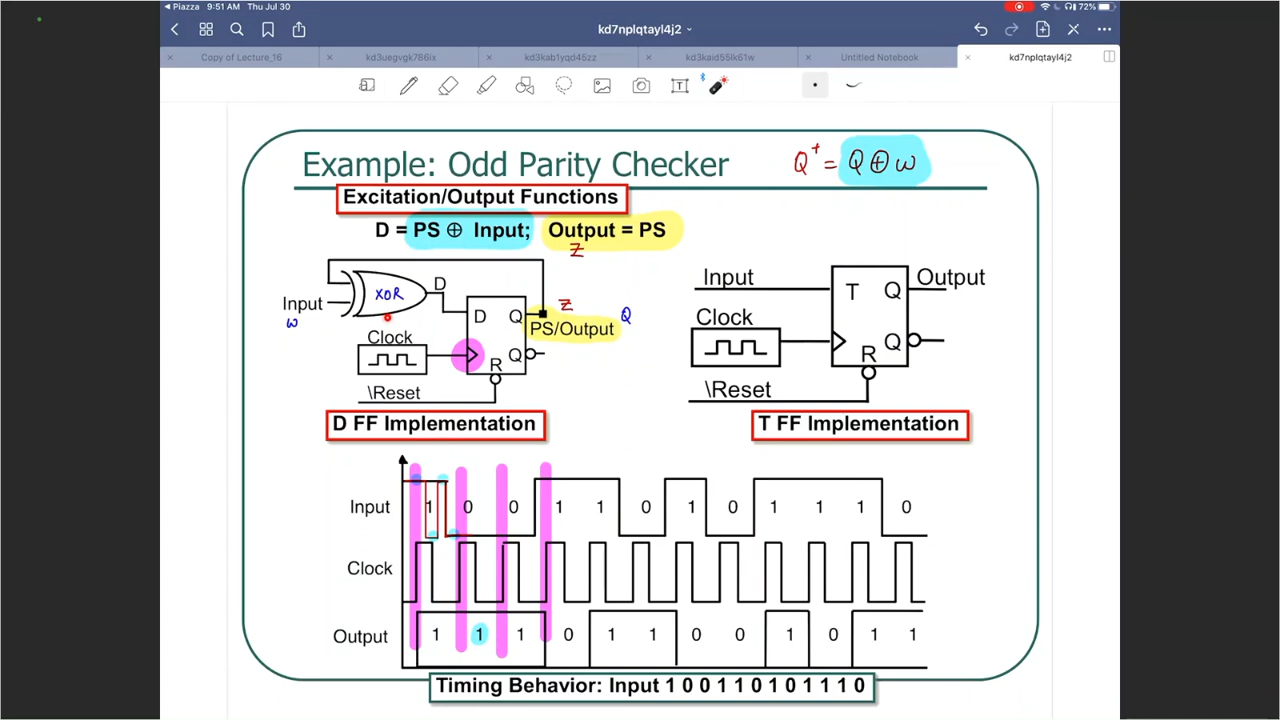 Piazza 9:51 AM Thu Jul 30 72%
kd7nplqtayl4j2
Copy of Lecture_16 kd3uegvgk786ix kd3kab1yqd45zz kd3kaid55lk61w Untitled Notebook kd7nplqtayl4j2
Example: Odd Parity Checker Q⁺ = Q ⊕ w
Excitation/Output Functions
D = PS ⊕ Input; Output = PS
Z
XOR D
Input
w
D Q
Z
PS/Output Q
Clock
Q
R
\Reset
D FF Implementation
Input T Q Output
Clock
Q
R
\Reset
T FF Implementation
Input 1 0 0 1 1 0 1 0 1 1 1 0
Clock
Output 1 1 1 0 1 1 0 0 1 0 1 1
Timing Behavior: Input 1 0 0 1 1 0 1 0 1 1 1 0